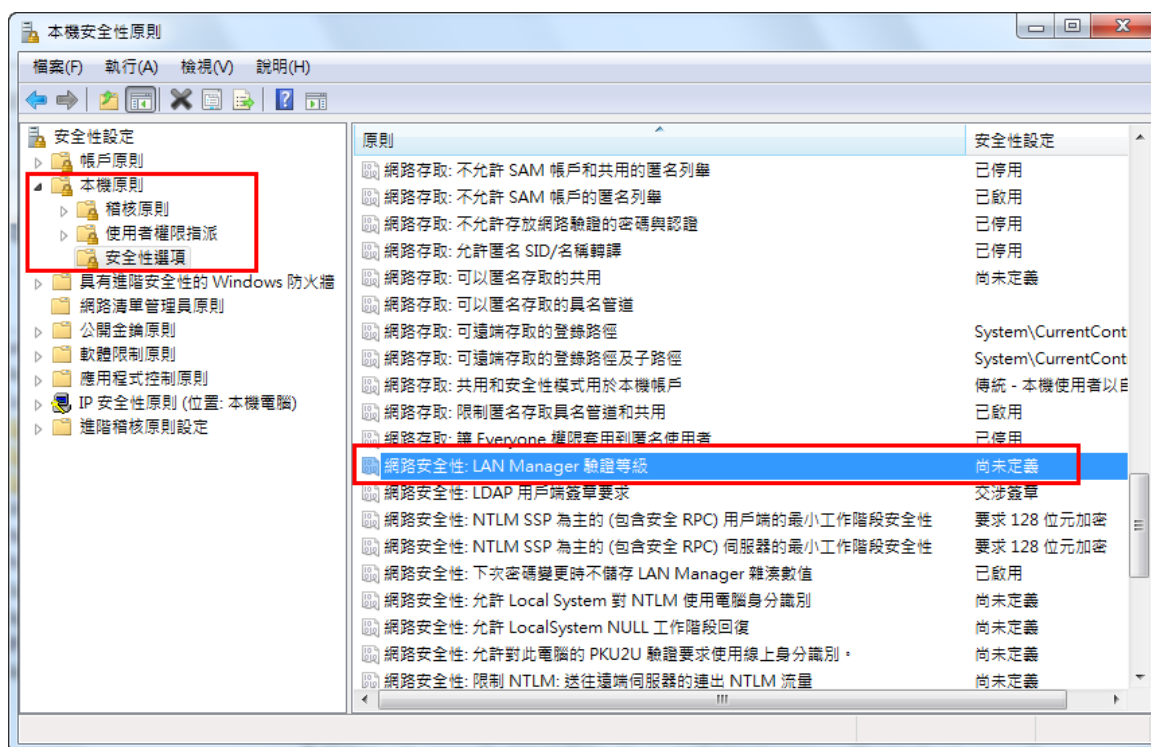 本機安全性原則
檔案(F) 執行(A) 檢視(V) 說明(H)
安全性設定
帳戶原則
本機原則
稽核原則
使用者權限指派
安全性選項
具有進階安全性的 Windows 防火牆
網路清單管理員原則
公開金鑰原則
軟體限制原則
應用程式控制原則
IP 安全性原則 (位置: 本機電腦)
進階稽核原則設定
原則 安全性設定
網路存取: 不允許 SAM 帳戶和共用的匿名列舉 已停用
網路存取: 不允許 SAM 帳戶的匿名列舉 已啟用
網路存取: 不允許存放網路驗證的密碼與認證 已停用
網路存取: 允許匿名 SID/名稱轉譯 已停用
網路存取: 可以匿名存取的共用 尚未定義
網路存取: 可以匿名存取的具名管道
網路存取: 可遠端存取的登錄路徑 System\CurrentCont
網路存取: 可遠端存取的登錄路徑及子路徑 System\CurrentCont
網路存取: 共用和安全性模式用於本機帳戶 傳統 - 本機使用者以自
網路存取: 限制匿名存取具名管道和共用 已啟用
網路存取: 讓 Everyone 權限套用到匿名使用者 已停用
網路安全性: LAN Manager 驗證等級 尚未定義
網路安全性: LDAP 用戶端簽章要求 交涉簽章
網路安全性: NTLM SSP 為主的 (包含安全 RPC) 用戶端的最小工作階段安全性 要求 128 位元加密
網路安全性: NTLM SSP 為主的 (包含安全 RPC) 伺服器的最小工作階段安全性 要求 128 位元加密
網路安全性: 下次密碼變更時不儲存 LAN Manager 雜湊數值 已啟用
網路安全性: 允許 Local System 對 NTLM 使用電腦身分識別 尚未定義
網路安全性: 允許 LocalSystem NULL 工作階段回復 尚未定義
網路安全性: 允許對此電腦的 PKU2U 驗證要求使用線上身分識別。 尚未定義
網路安全性: 限制 NTLM: 送往遠端伺服器的連出 NTLM 流量 尚未定義